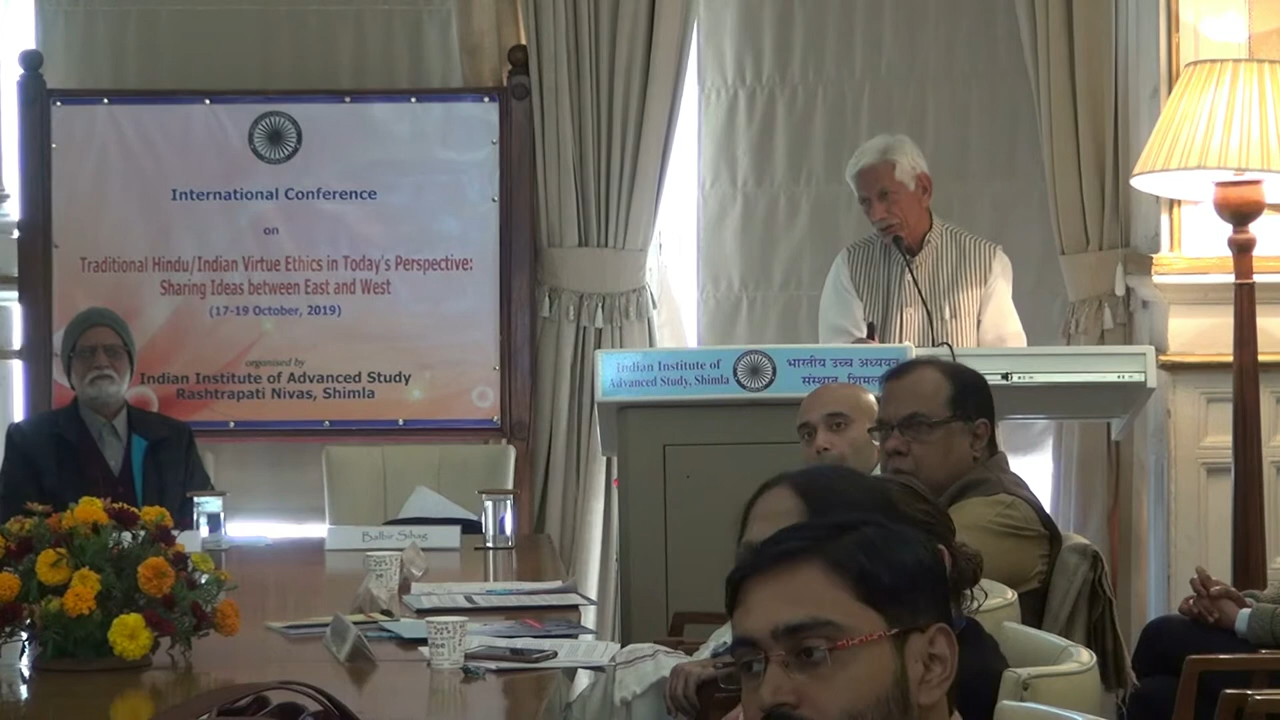 International Conference
on
Traditional Hindu/Indian Virtue Ethics in Today's Perspective:
Sharing Ideas between East and West
(17-19 October, 2019)
organised by
Indian Institute of Advanced Study
Rashtrapati Nivas, Shimla
Indian Institute of
Advanced Study, Shimla
भारतीय उच्च अध्ययन
संस्थान, शिमला
Balbir Sihag